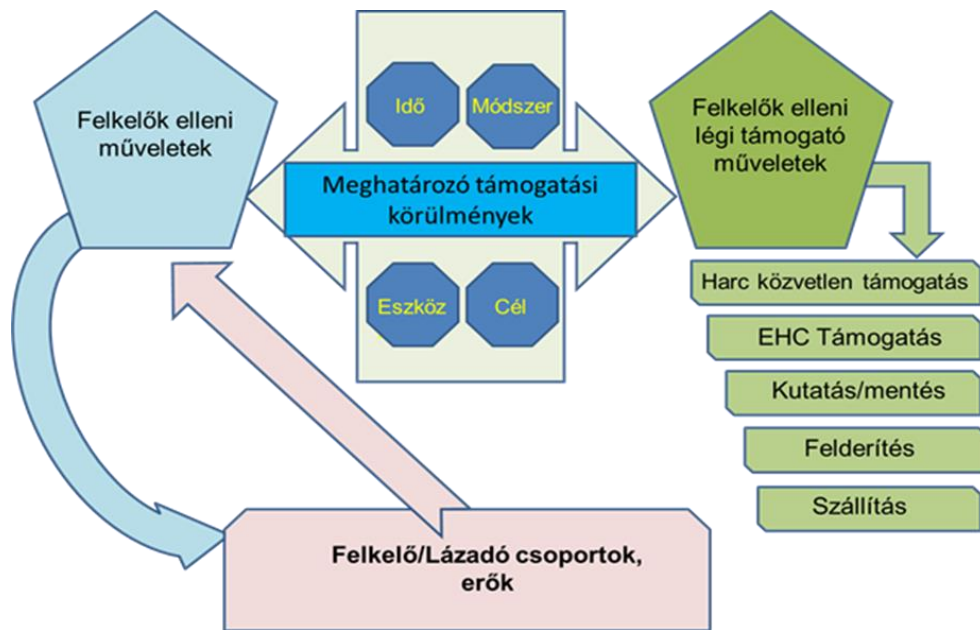 Felkelők elleni
műveletek
Idő
Módszer
Meghatározó támogatási
körülmények
Eszköz
Cél
Felkelők elleni
légi támogató
műveletek
Harc közvetlen támogatás
EHC Támogatás
Kutatás/mentés
Felderítés
Szállítás
Felkelő/Lázadó csoportok,
erők